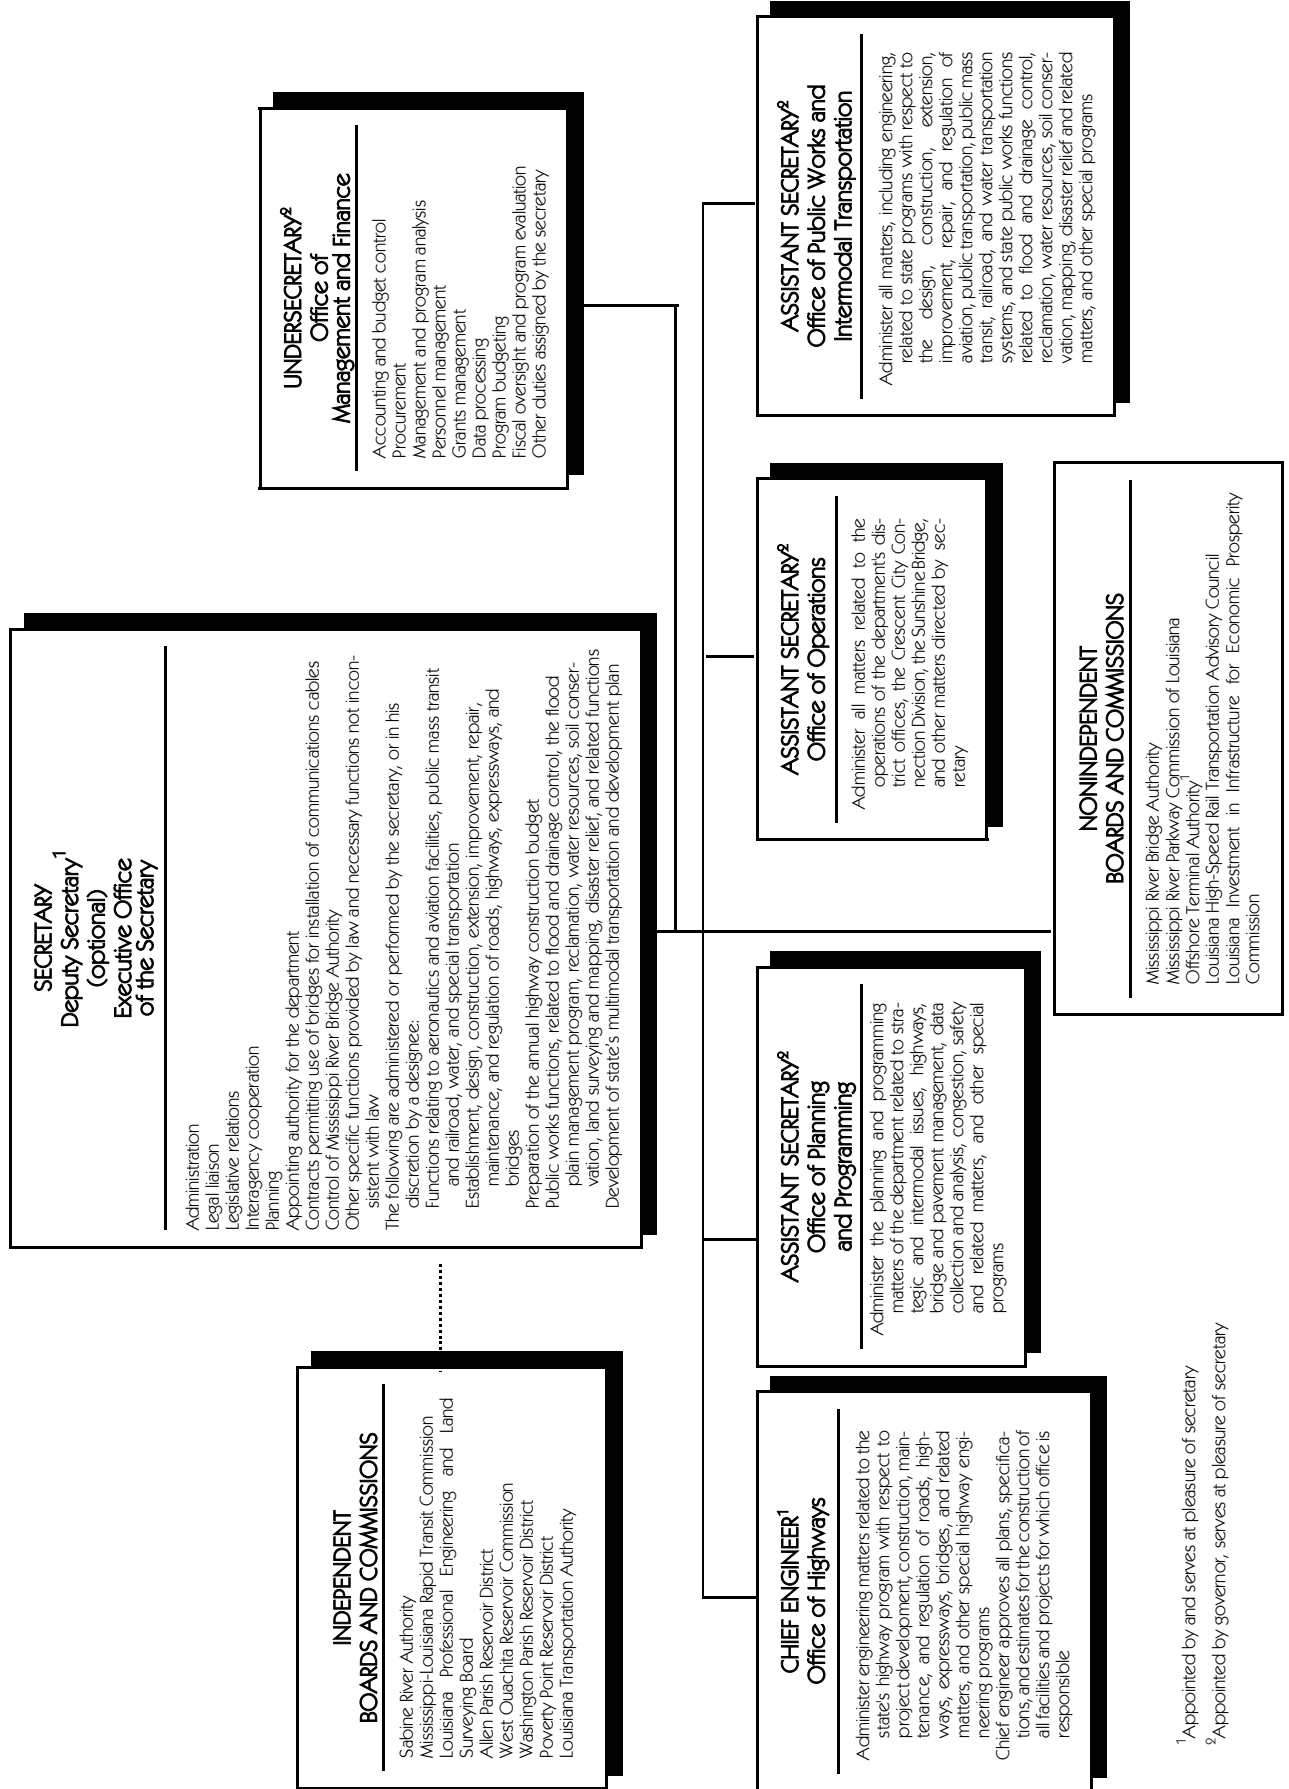 SECRETARY
Deputy Secretary¹
(optional)
Executive Office
of the Secretary
Administration
Legal liaison
Legislative relations
Interagency cooperation
Planning
Appointing authority for the department
Contracts permitting use of bridges for installation of communications cables
Control of Mississippi River Bridge Authority
Other specific functions provided by law and necessary functions not incon-
sistent with law
The following are administered or performed by the secretary, or in his
discretion by a designee:
Functions relating to aeronautics and aviation facilities, public mass transit
and railroad, water, and special transportation
Establishment, design, construction, extension, improvement, repair,
maintenance, and regulation of roads, highways, expressways, and
bridges
Preparation of the annual highway construction budget
Public works functions, related to flood and drainage control, the flood
plain management program, reclamation, water resources, soil conser-
vation, land surveying and mapping, disaster relief, and related functions
Development of state's multimodal transportation and development plan
INDEPENDENT
BOARDS AND COMMISSIONS
Sabine River Authority
Mississippi-Louisiana Rapid Transit Commission
Louisiana Professional Engineering and Land
Surveying Board
Allen Parish Reservoir District
West Ouachita Reservoir Commission
Washington Parish Reservoir District
Poverty Point Reservoir District
Louisiana Transportation Authority
UNDERSECRETARY²
Office of
Management and Finance
Accounting and budget control
Procurement
Management and program analysis
Personnel management
Grants management
Data processing
Program budgeting
Fiscal oversight and program evaluation
Other duties assigned by the secretary
CHIEF ENGINEER¹
Office of Highways
Administer engineering matters related to the
state's highway program with respect to
project development, construction, main-
tenance, and regulation of roads, high-
ways, expressways, bridges, and related
matters, and other special highway engi-
neering programs
Chief engineer approves all plans, specifica-
tions, and estimates for the construction of
all facilities and projects for which office is
responsible
ASSISTANT SECRETARY²
Office of Planning
and Programming
Administer the planning and programming
matters of the department related to stra-
tegic and intermodal issues, highways,
bridge and pavement management, data
collection and analysis, congestion, safety
and related matters, and other special
programs
ASSISTANT SECRETARY²
Office of Operations
Administer all matters related to the
operations of the department's dis-
trict offices, the Crescent City Con-
nection Division, the Sunshine Bridge,
and other matters directed by sec-
retary
ASSISTANT SECRETARY²
Office of Public Works and
Intermodal Transportation
Administer all matters, including engineering,
related to state programs with respect to
the design, construction, extension,
improvement, repair, and regulation of
aviation, public transportation, public mass
transit, railroad, and water transportation
systems, and state public works functions
related to flood and drainage control,
reclamation, water resources, soil conser-
vation, mapping, disaster relief and related
matters, and other special programs
NONINDEPENDENT
BOARDS AND COMMISSIONS
Mississippi River Bridge Authority
Mississippi River Parkway Commission of Louisiana
Offshore Terminal Authority¹
Louisiana High-Speed Rail Transportation Advisory Council
Louisiana Investment in Infrastructure for Economic Prosperity
Commission
¹Appointed by and serves at pleasure of secretary
²Appointed by governor, serves at pleasure of secretary